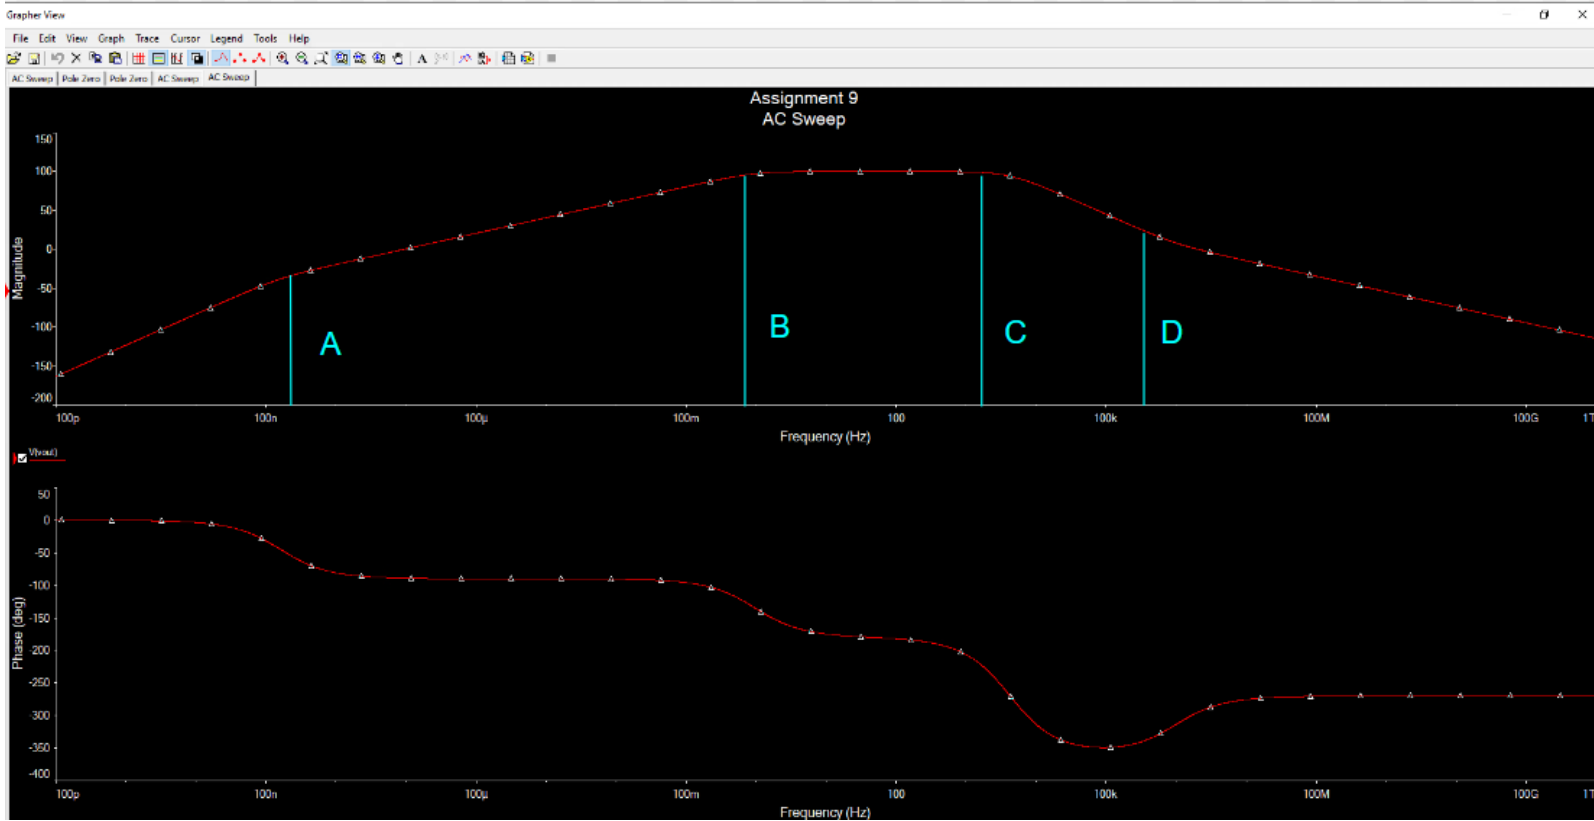 Grapher View
File Edit View Graph Trace Cursor Legend Tools Help
A
AC Sweep Pole Zero Pole Zero AC Sweep AC Sweep
Assignment 9
AC Sweep
Magnitude
150
100
50
0
-50
-100
-150
-200
A
B
C
D
100p 100n 100μ 100m 100 100k 100M 100G 1T
Frequency (Hz)
V(vout)
Phase (deg)
50
0
-50
-100
-150
-200
-250
-300
-350
-400
100p 100n 100μ 100m 100 100k 100M 100G 1T
Frequency (Hz)